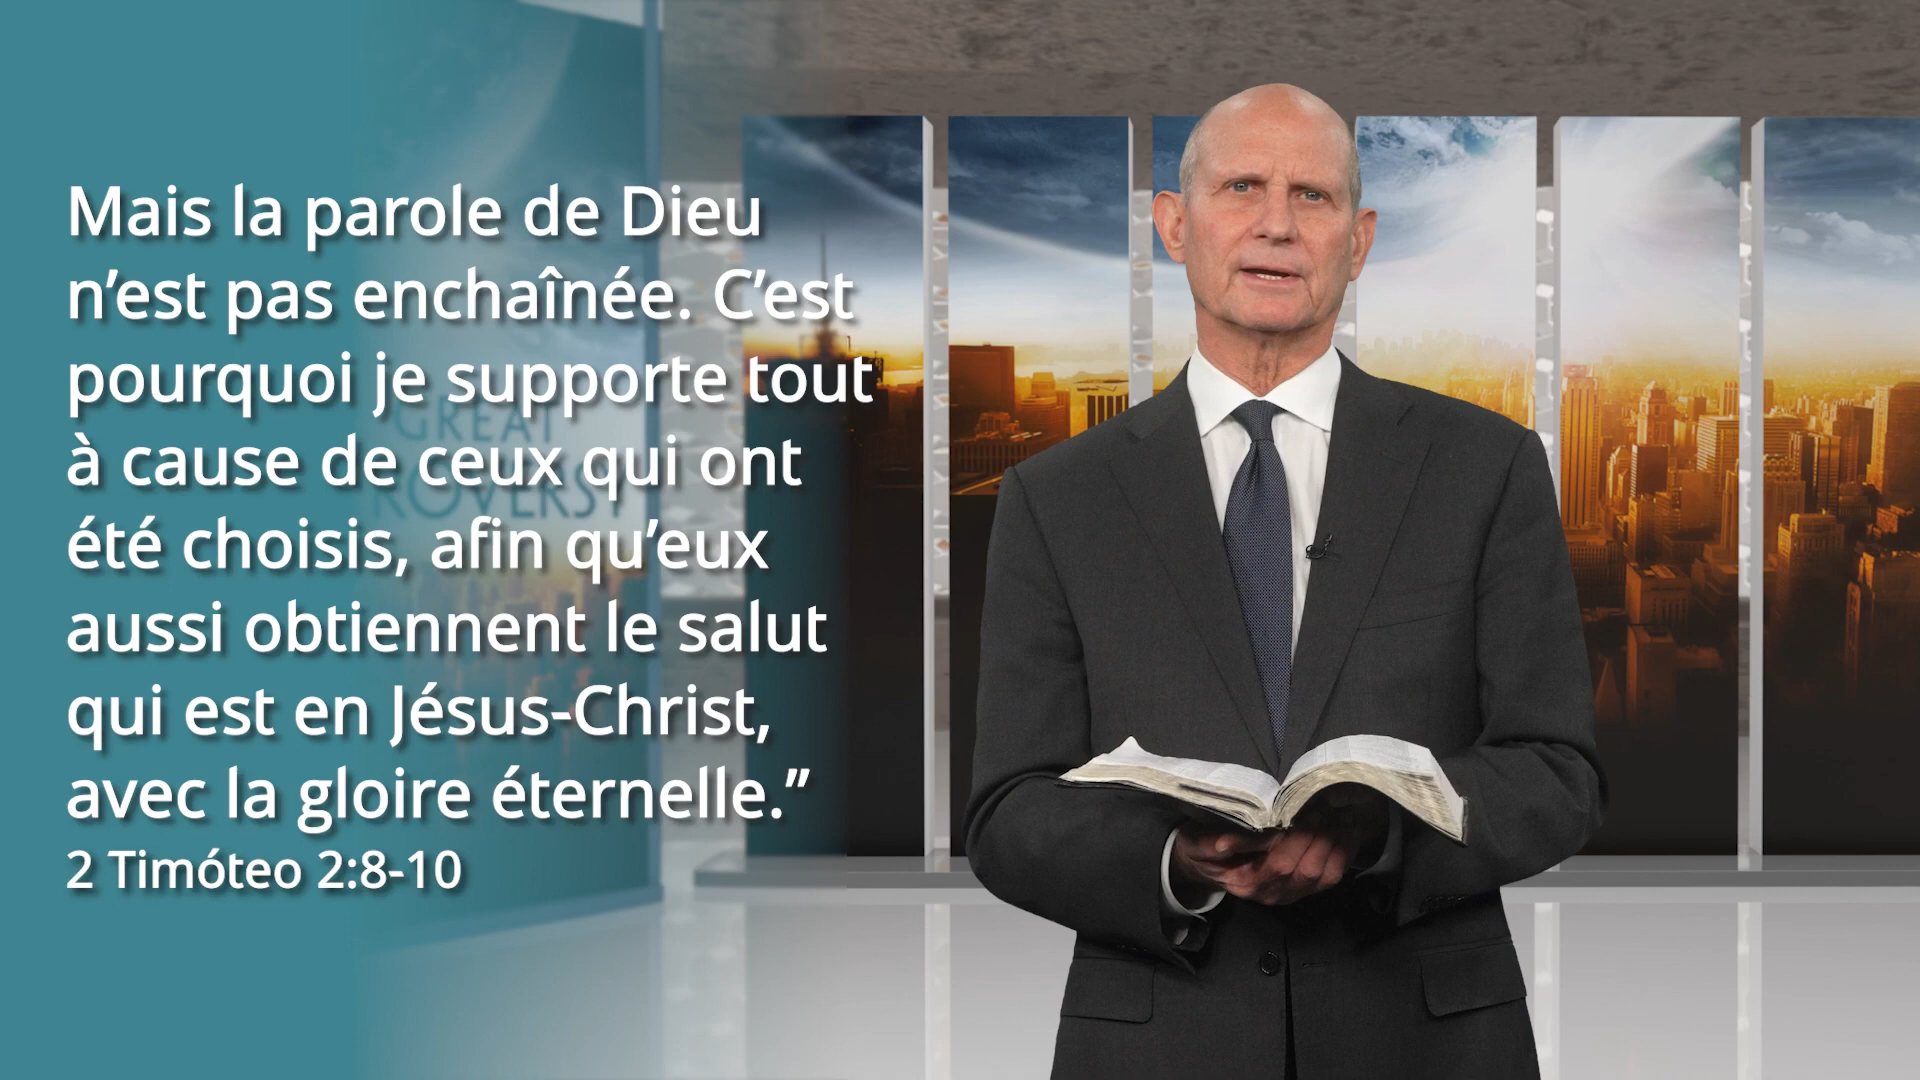 Mais la parole de Dieu
n’est pas enchaînée. C’est
pourquoi je supporte tout
à cause de ceux qui ont
été choisis, afin qu’eux
aussi obtiennent le salut
qui est en Jésus-Christ,
avec la gloire éternelle.”
2 Timóteo 2:8-10
GREAT